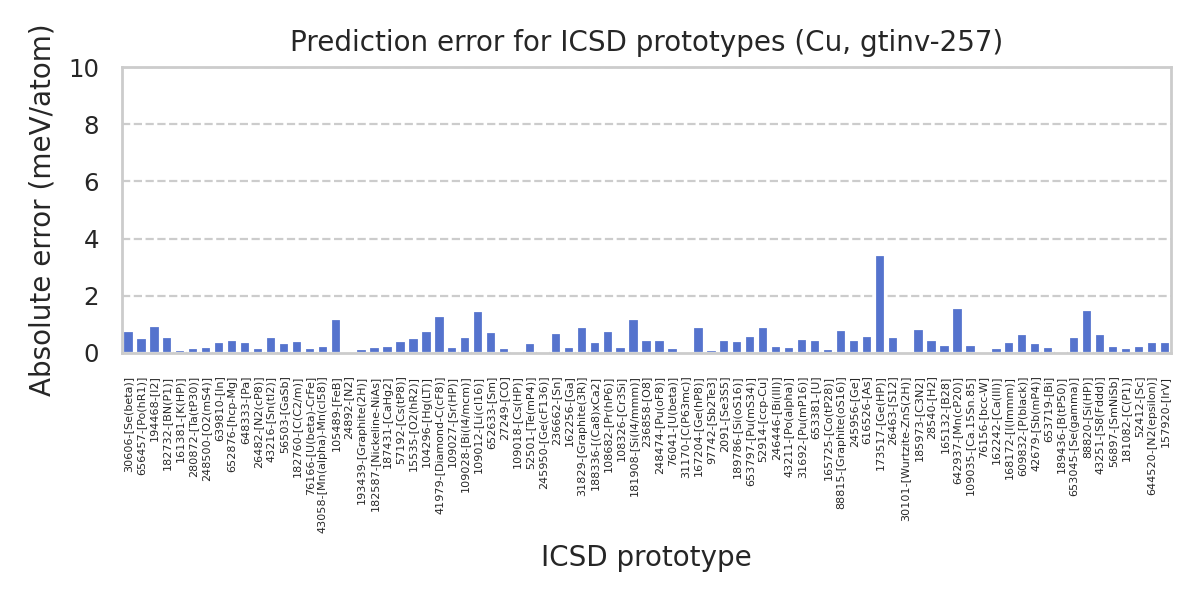 Prediction error for ICSD prototypes (Cu, gtinv-257)
Absolute error (meV/atom)
10
8
6
4
2
0
30606-[Se(beta)]
656457-[Po(hR1)]
194468-[I2]
182732-[BN(P1)]
161381-[K(HP)]
280872-[Ta(tP30)]
248500-[O2(mS4)]
639810-[In]
652876-[hcp-Mg]
648333-[Pa]
26482-[N2(cP8)]
43216-[Sn(tI2)]
56503-[GaSb]
182760-[C(C2/m)]
76166-[U(beta)-CrFe]
43058-[Mn(alpha)-Mn(cI58)]
1054899-[FeB]
24892-[N2]
193439-[Graphite(2H)]
182587-[Nickeline-NiAs]
187431-[CaHg2]
57192-[Cs(tP8)]
15535-[O2(hR2)]
104296-[Hg(LT)]
41979-[Diamond-C(cF8)]
109027-[Sr(HP)]
109028-[Bi(I4/mcm)]
109012-[Li(cI16)]
652633-[Sm]
27249-[CO]
109018-[Cs(HP)]
52501-[Te(mP4)]
245950-[Ge(cF136)]
236662-[Sn]
162256-[Ga]
31829-[Graphite(3R)]
188336-[(Ca8)xCa2]
108682-[Pr(hP6)]
108326-[Cr3Si]
181908-[Si(I4/mmm)]
236858-[O8]
248474-[Pu(oF8)]
76041-[U(beta)]
31170-[C(P63mc)]
167204-[Ge(hP8)]
97742-[Sb2Te3]
2091-[Se3S5]
189786-[Si(oS16)]
653797-[Pu(mS34)]
52914-[ccp-Cu]
246446-[Bi(III)]
43211-[Po(alpha)]
31692-[Pu(mP16)]
653381-[U]
165725-[Co(tP28)]
88815-[Graphite(oS16)]
245956-[Ge]
616526-[As]
173517-[Ge(HP)]
26463-[S12]
30101-[Wurtzite-ZnS(2H)]
185973-[C3N2]
28540-[H2]
165132-[B28]
642937-[Mn(cP20)]
109035-[Ca.15Sn.85]
76156-[bcc-W]
162242-[Ca(III)]
168172-[I(Immm)]
609832-[P(black)]
42679-[Sb(mP4)]
653719-[Bi]
189436-[B(tP50)]
653045-[Se(gamma)]
88820-[Si(HP)]
43251-[S8(Fddd)]
56897-[SmNiSb]
181082-[C(P1)]
52412-[Sc]
644520-[N2(epsilon)]
157920-[IrV]
ICSD prototype